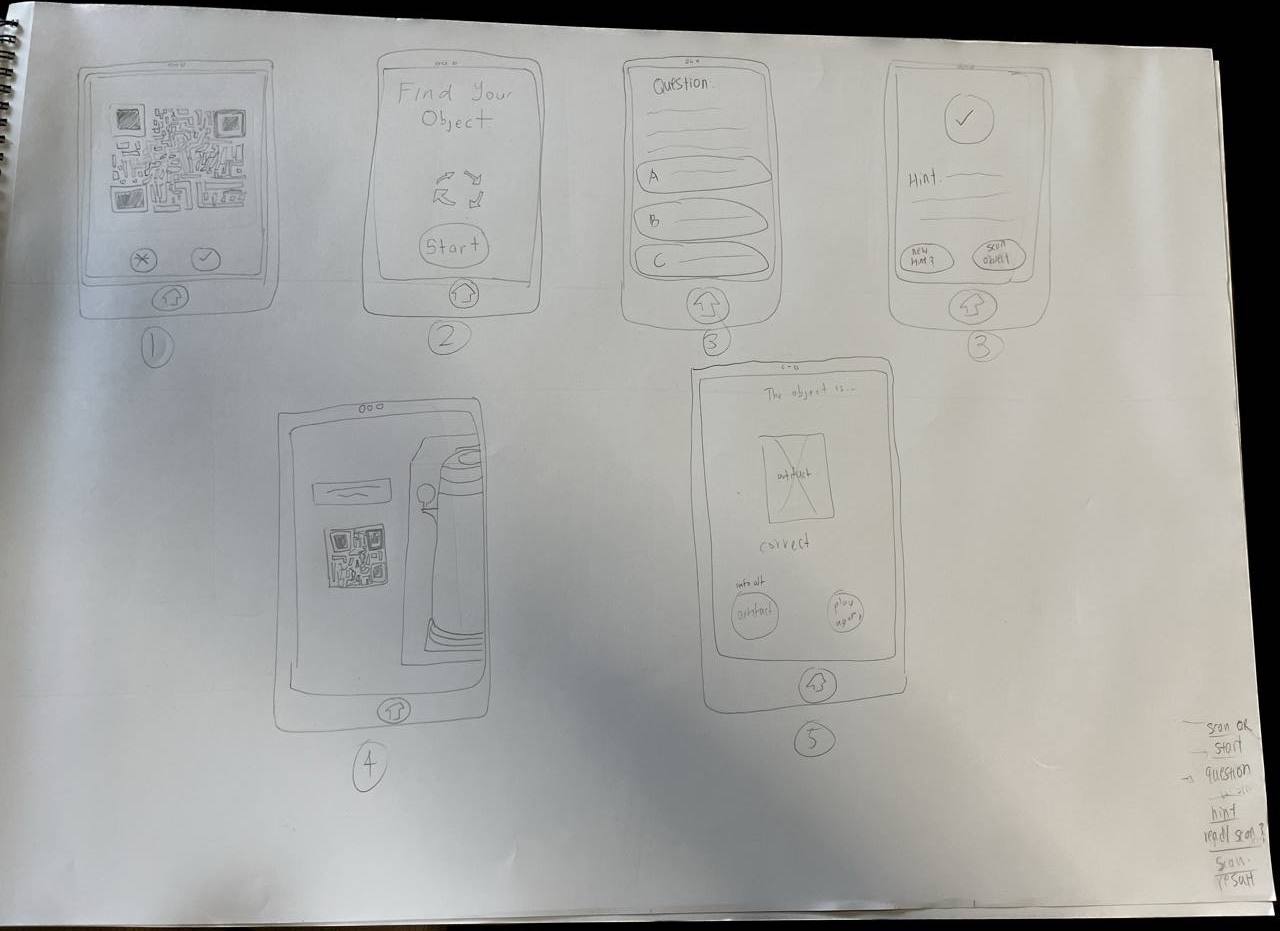 1
Find Your
Object
Start
2
Question:
A
B
C
3
Hint:
new
Hint?
scan
object
3
4
The object is...
artifact
correct
info alt
artifact
play
again?
5
scan QR
start
question
hint
scan
result